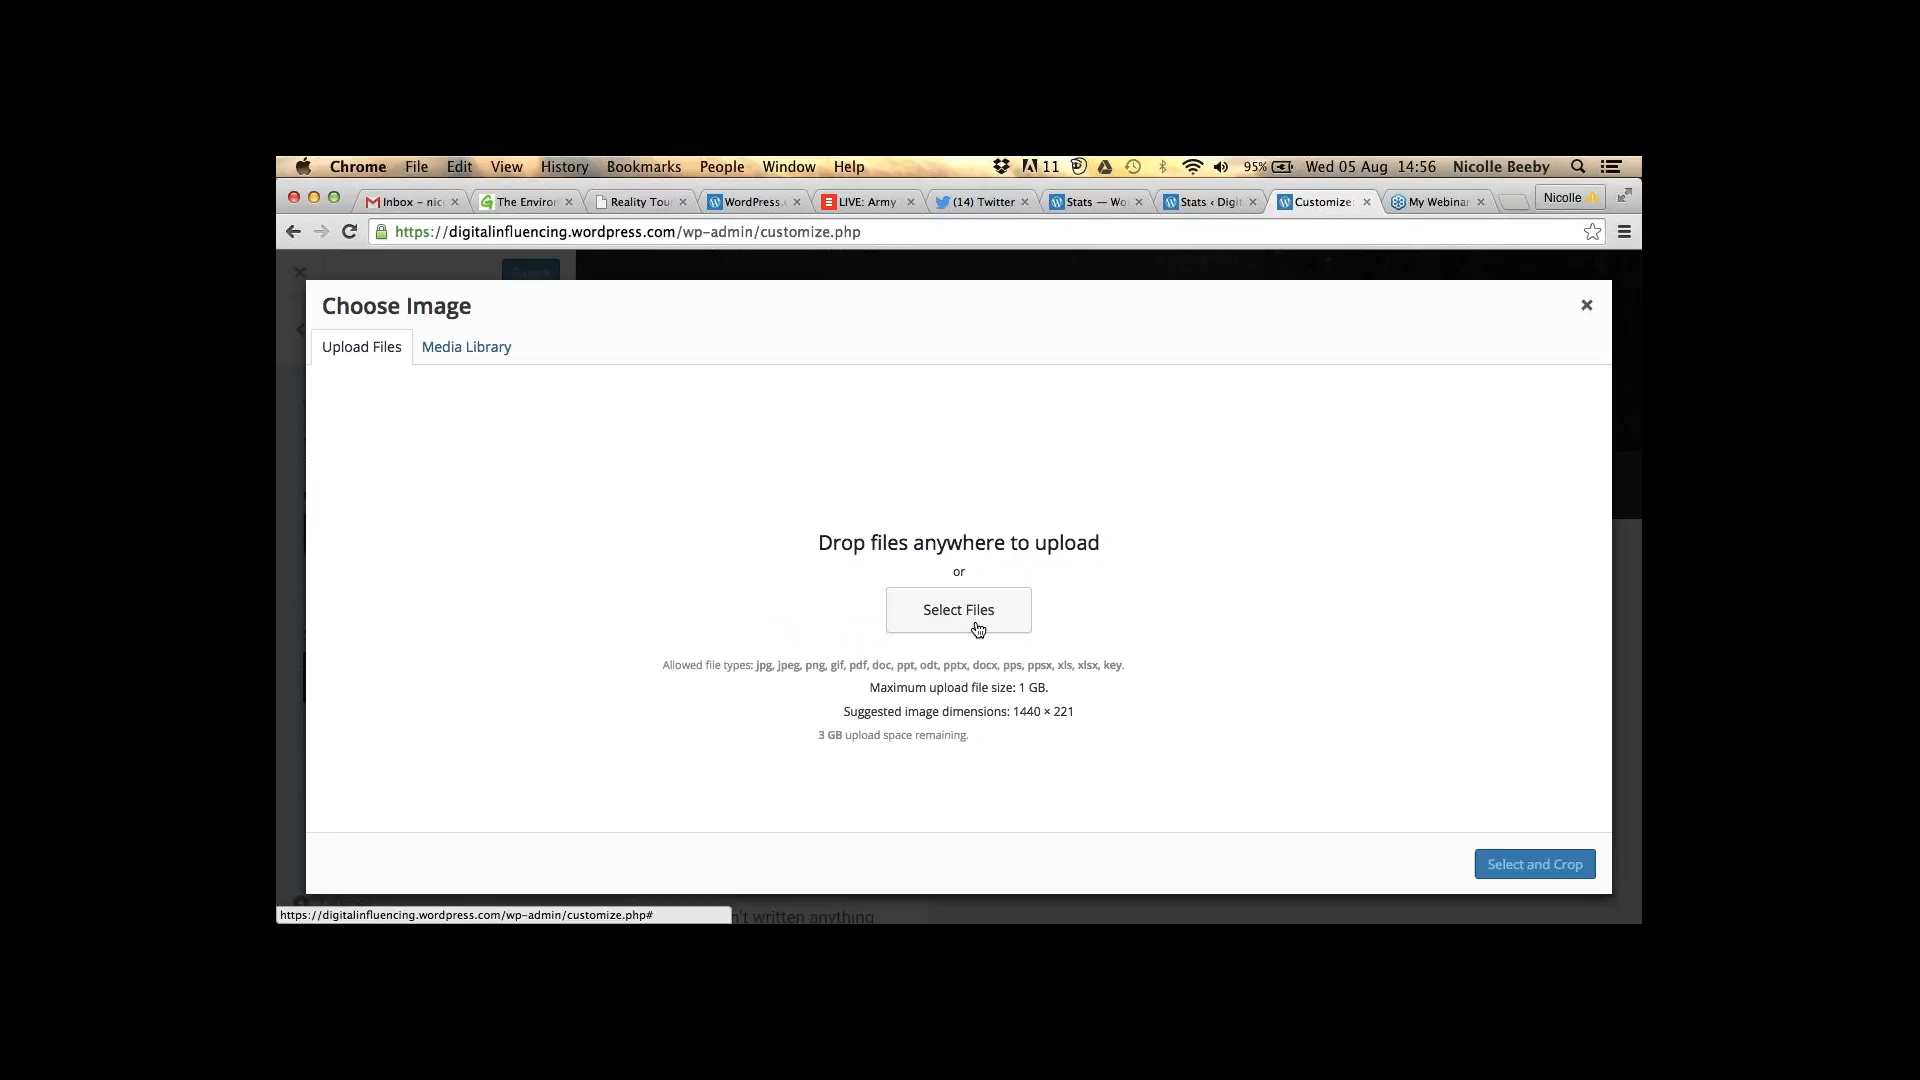 Chrome File Edit View History Bookmarks People Window Help 11 95% Wed 05 Aug 14:56 Nicolle Beeby
Inbox – nic The Environ Reality Tou WordPress. LIVE: Army (14) Twitter Stats — Wo Stats ‹ Digit Customize: My Webinar Nicolle
https://digitalinfluencing.wordpress.com/wp-admin/customize.php
Choose Image
Upload Files Media Library
Drop files anywhere to upload
or
Select Files
Allowed file types: jpg, jpeg, png, gif, pdf, doc, ppt, odt, pptx, docx, pps, ppsx, xls, xlsx, key.
Maximum upload file size: 1 GB.
Suggested image dimensions: 1440 × 221
3 GB upload space remaining.
Select and Crop
https://digitalinfluencing.wordpress.com/wp-admin/customize.php# n't written anything